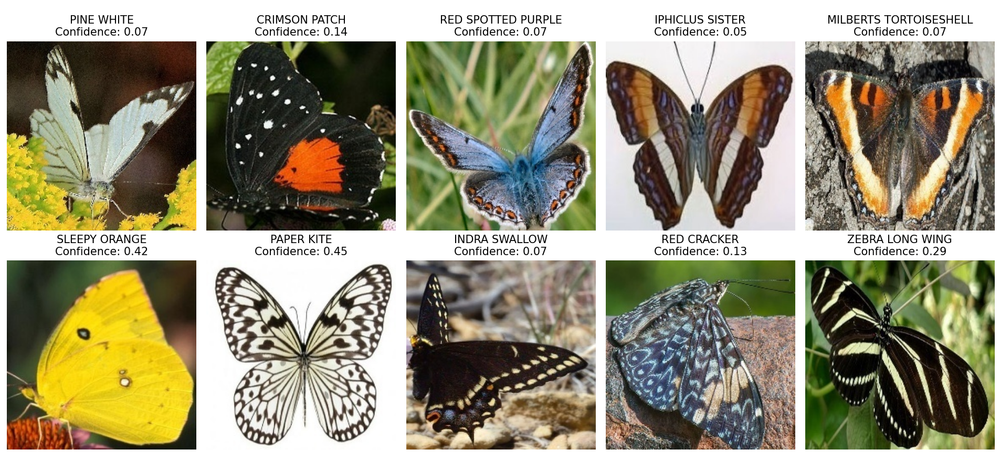 PINE WHITE
Confidence: 0.07
CRIMSON PATCH
Confidence: 0.14
RED SPOTTED PURPLE
Confidence: 0.07
IPHICLUS SISTER
Confidence: 0.05
MILBERTS TORTOISESHELL
Confidence: 0.07
SLEEPY ORANGE
Confidence: 0.42
PAPER KITE
Confidence: 0.45
INDRA SWALLOW
Confidence: 0.07
RED CRACKER
Confidence: 0.13
ZEBRA LONG WING
Confidence: 0.29